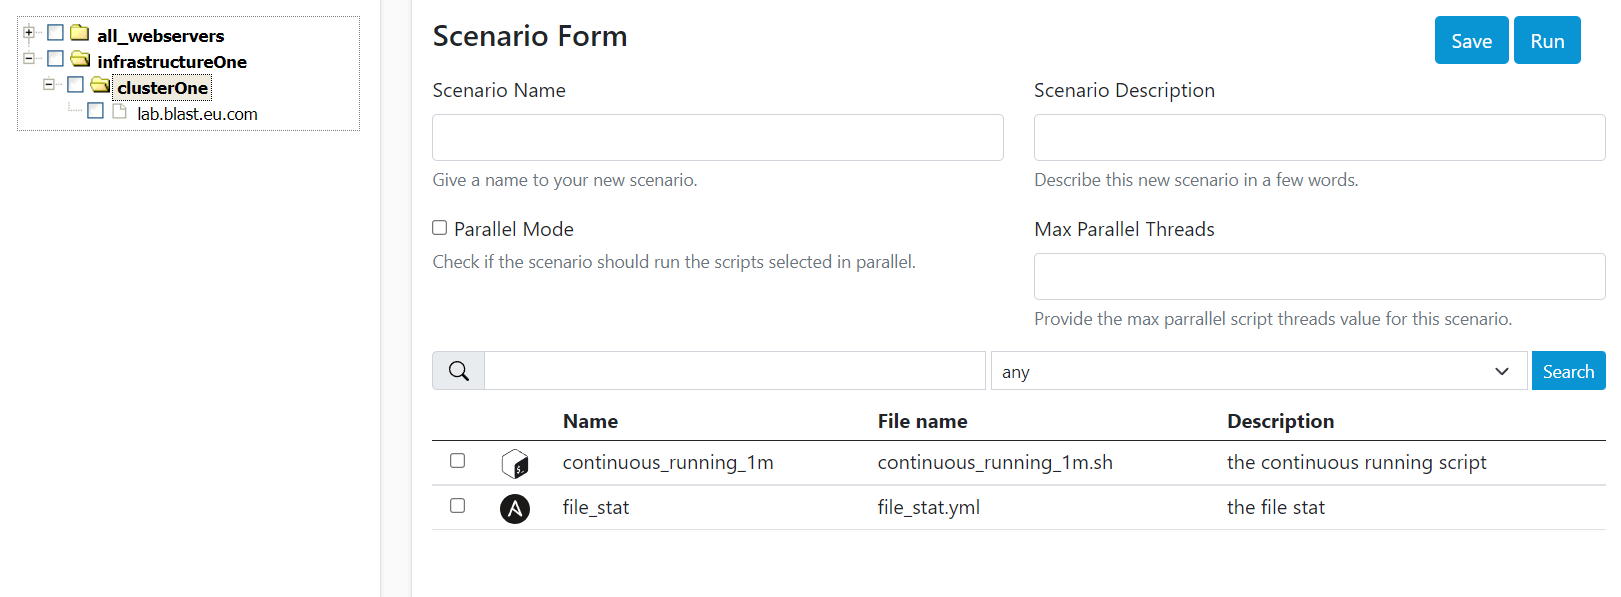 all_webservers
infrastructureOne
clusterOne
lab.blast.eu.com
Scenario Form
Save
Run
Scenario Name
Scenario Description
Give a name to your new scenario.
Describe this new scenario in a few words.
Parallel Mode
Max Parallel Threads
Check if the scenario should run the scripts selected in parallel.
Provide the max parrallel script threads value for this scenario.
any
Search
Name File name Description
continuous_running_1m continuous_running_1m.sh the continuous running script
file_stat file_stat.yml the file stat